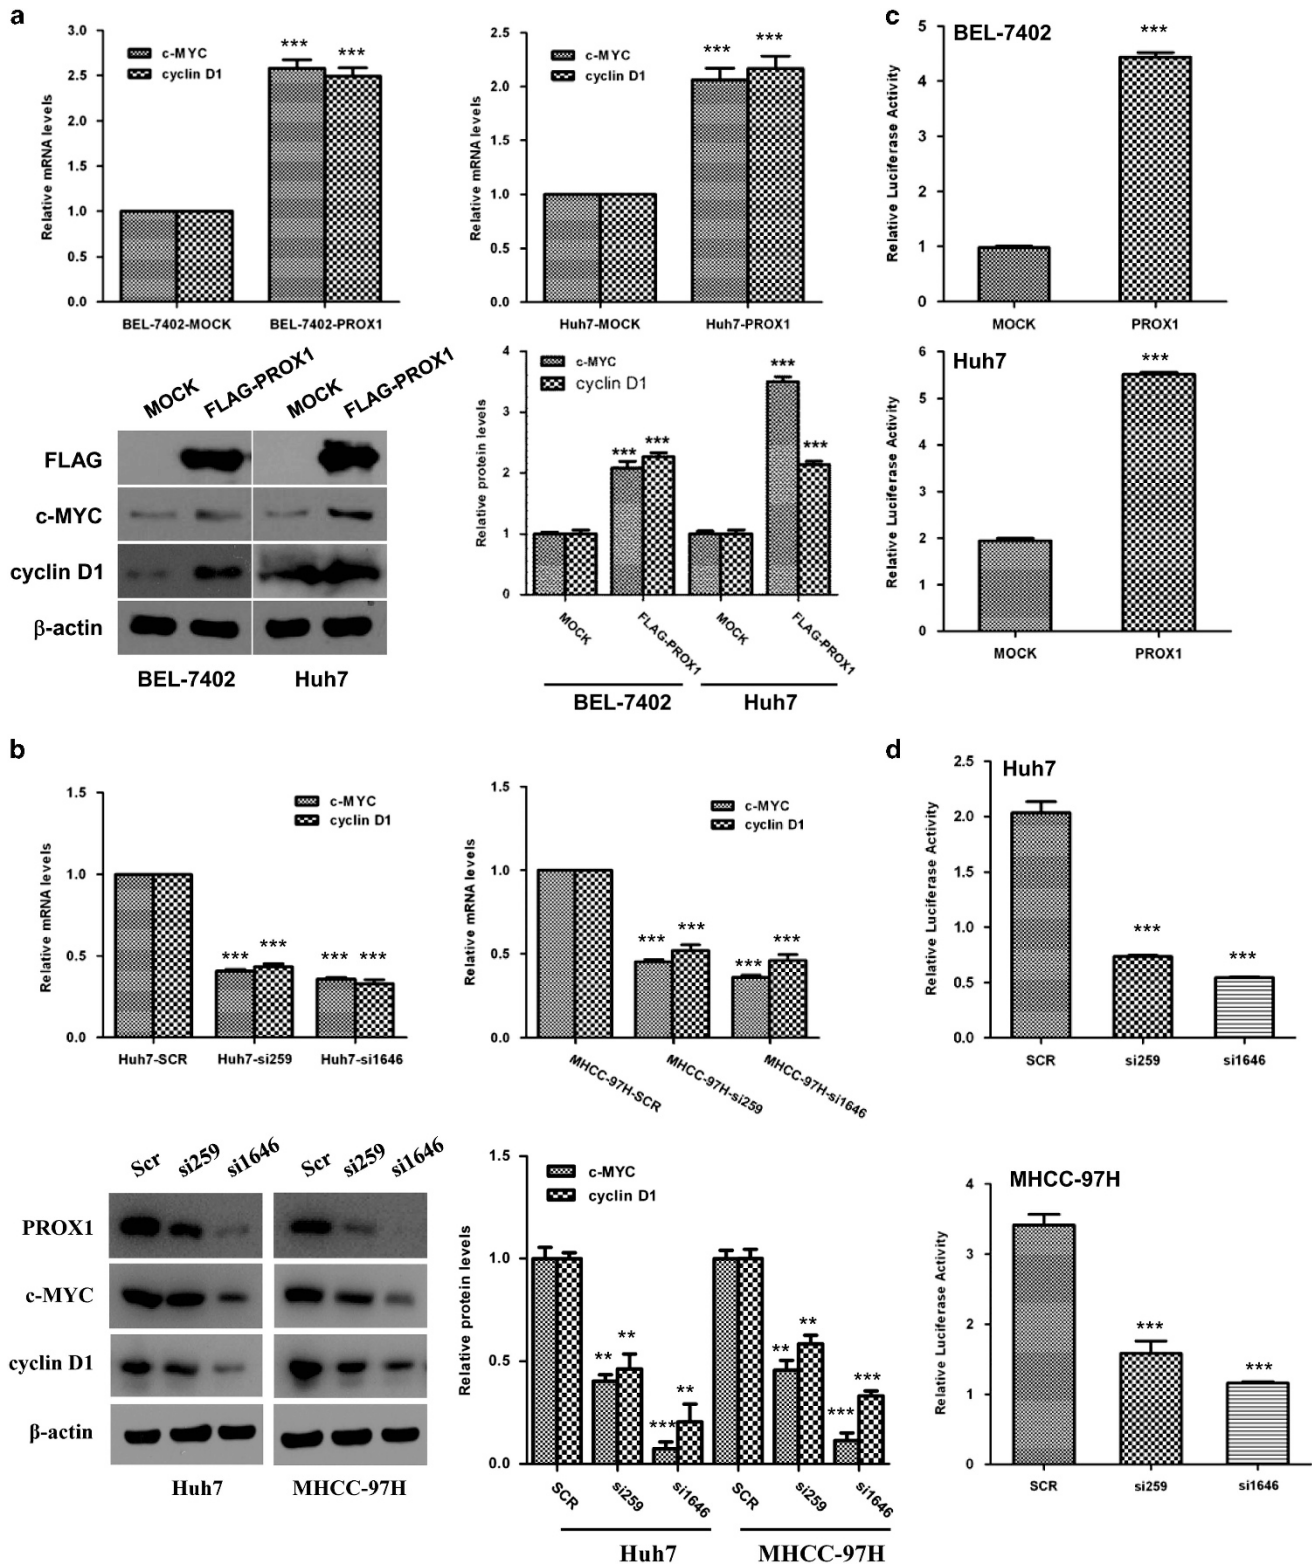 a
3.0
2.5
2.0
1.5
1.0
0.5
0.0
Relative mRNA levels
c-MYC
cyclin D1
*** ***
BEL-7402-MOCK BEL-7402-PROX1
2.5
2.0
1.5
1.0
0.5
0.0
Relative mRNA levels
c-MYC
cyclin D1
*** ***
Huh7-MOCK Huh7-PROX1
MOCK FLAG-PROX1 MOCK FLAG-PROX1
FLAG
c-MYC
cyclin D1
β-actin
BEL-7402 Huh7
4
3
2
1
0
Relative protein levels
c-MYC
cyclin D1
*** *** *** ***
MOCK FLAG-PROX1 MOCK FLAG-PROX1
BEL-7402 Huh7
c
BEL-7402
5
4
3
2
1
0
Relative Luciferase Activity
***
MOCK PROX1
Huh7
6
5
4
3
2
1
0
Relative Luciferase Activity
***
MOCK PROX1
b
1.5
1.0
0.5
0.0
Relative mRNA levels
c-MYC
cyclin D1
*** *** *** ***
Huh7-SCR Huh7-si259 Huh7-si1646
1.5
1.0
0.5
0.0
Relative mRNA levels
c-MYC
cyclin D1
*** *** *** ***
MHCC-97H-SCR MHCC-97H-si259 MHCC-97H-si1646
Scr si259 si1646 Scr si259 si1646
PROX1
c-MYC
cyclin D1
β-actin
Huh7 MHCC-97H
1.5
1.0
0.5
0.0
Relative protein levels
c-MYC
cyclin D1
** ** *** ** ** ** *** ***
SCR si259 si1646 SCR si259 si1646
Huh7 MHCC-97H
d
Huh7
2.5
2.0
1.5
1.0
0.5
0.0
Relative Luciferase Activity
*** ***
SCR si259 si1646
MHCC-97H
4
3
2
1
0
Relative Luciferase Activity
*** ***
SCR si259 si1646